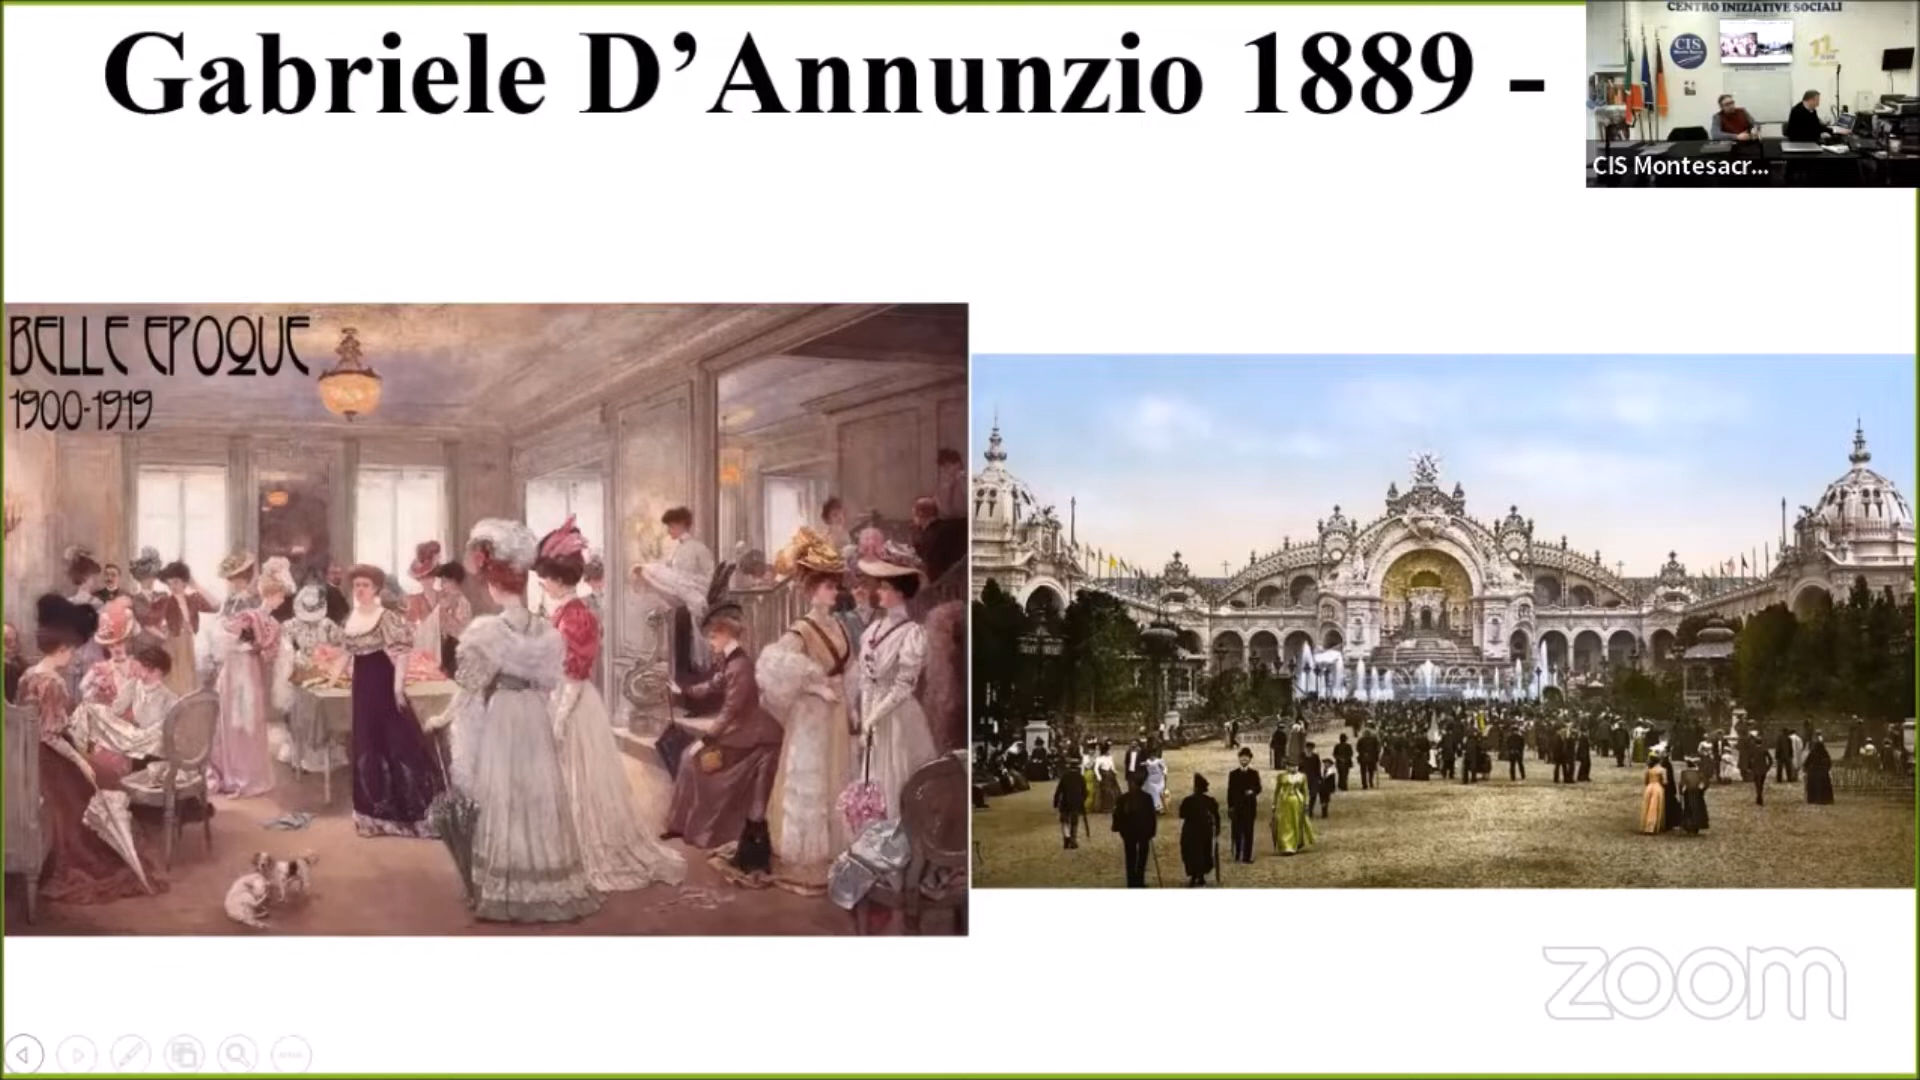 Gabriele D’Annunzio 1889 -
CENTRO INIZIATIVE SOCIALI
CIS
CIS Montesacr...
BELLE EPOQUE
1900-1919
zoom